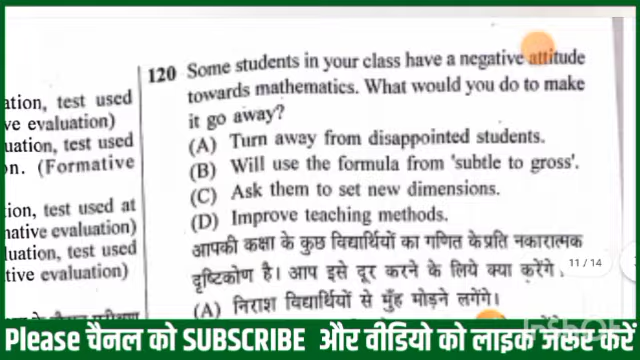 120 Some students in your class have a negative attitude
towards mathematics. What would you do to make
it go away?
(A) Turn away from disappointed students.
(B) Will use the formula from 'subtle to gross'.
(C) Ask them to set new dimensions.
(D) Improve teaching methods.
आपकी कक्षा के कुछ विद्यार्थियों का गणित के प्रति नकारात्मक
दृष्टिकोण है। आप इसे दूर करने के लिये क्या करेंगे
(A) निराश विद्यार्थियों से मुँह मोड़ने लगेंगे।
ation, test used
ve evaluation)
uation, test used
n. (Formative
ion, test used at
native evaluation)
luation, test used
tive evaluation)
11 / 14
Please चैनल को SUBSCRIBE और वीडियो को लाइक जरूर करें